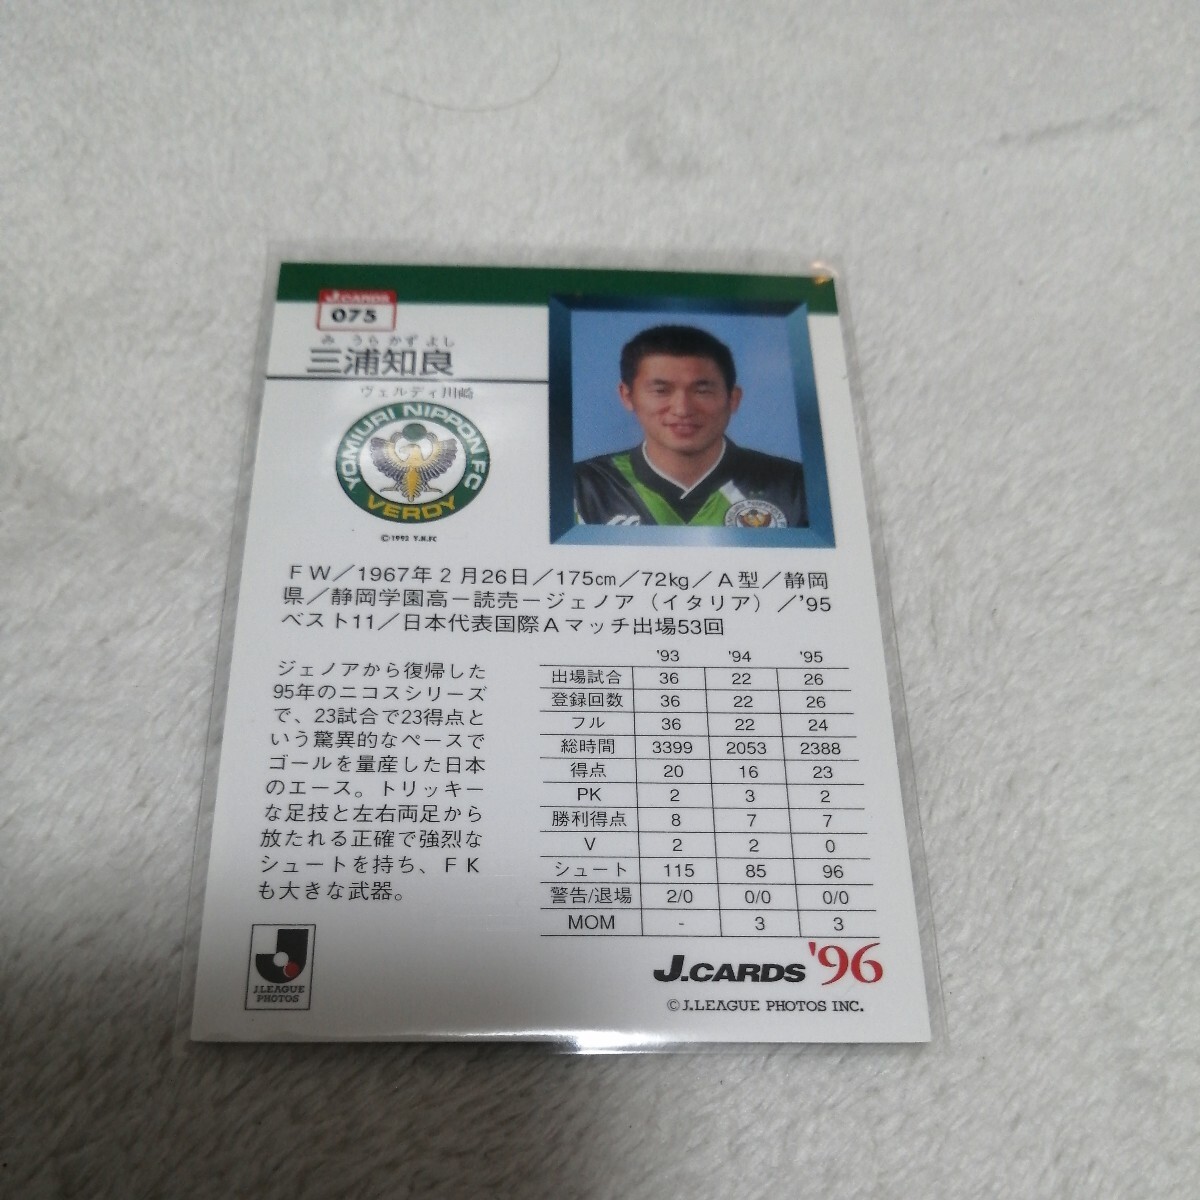 J.CARDS
075
み うら かず よし
三浦知良
ヴェルディ川崎
YOMIURI NIPPON FC
VERDY
©1992 Y.N.FC
ＦＷ／1967年２月26日／175cm／72kg／Ａ型／静岡
県／静岡学園高－読売－ジェノア（イタリア）／’95
ベスト11／日本代表国際Ａマッチ出場53回
ジェノアから復帰した
95年のニコスシリーズ
で、23試合で23得点と
いう驚異的なペースで
ゴールを量産した日本
のエース。トリッキー
な足技と左右両足から
放たれる正確で強烈な
シュートを持ち、ＦＫ
も大きな武器。
'93 '94 '95
出場試合 36 22 26
登録回数 36 22 26
フル 36 22 24
総時間 3399 2053 2388
得点 20 16 23
PK 2 3 2
勝利得点 8 7 7
V 2 2 0
シュート 115 85 96
警告/退場 2/0 0/0 0/0
MOM - 3 3
J.LEAGUE
PHOTOS
J.CARDS '96
© J.LEAGUE PHOTOS INC.